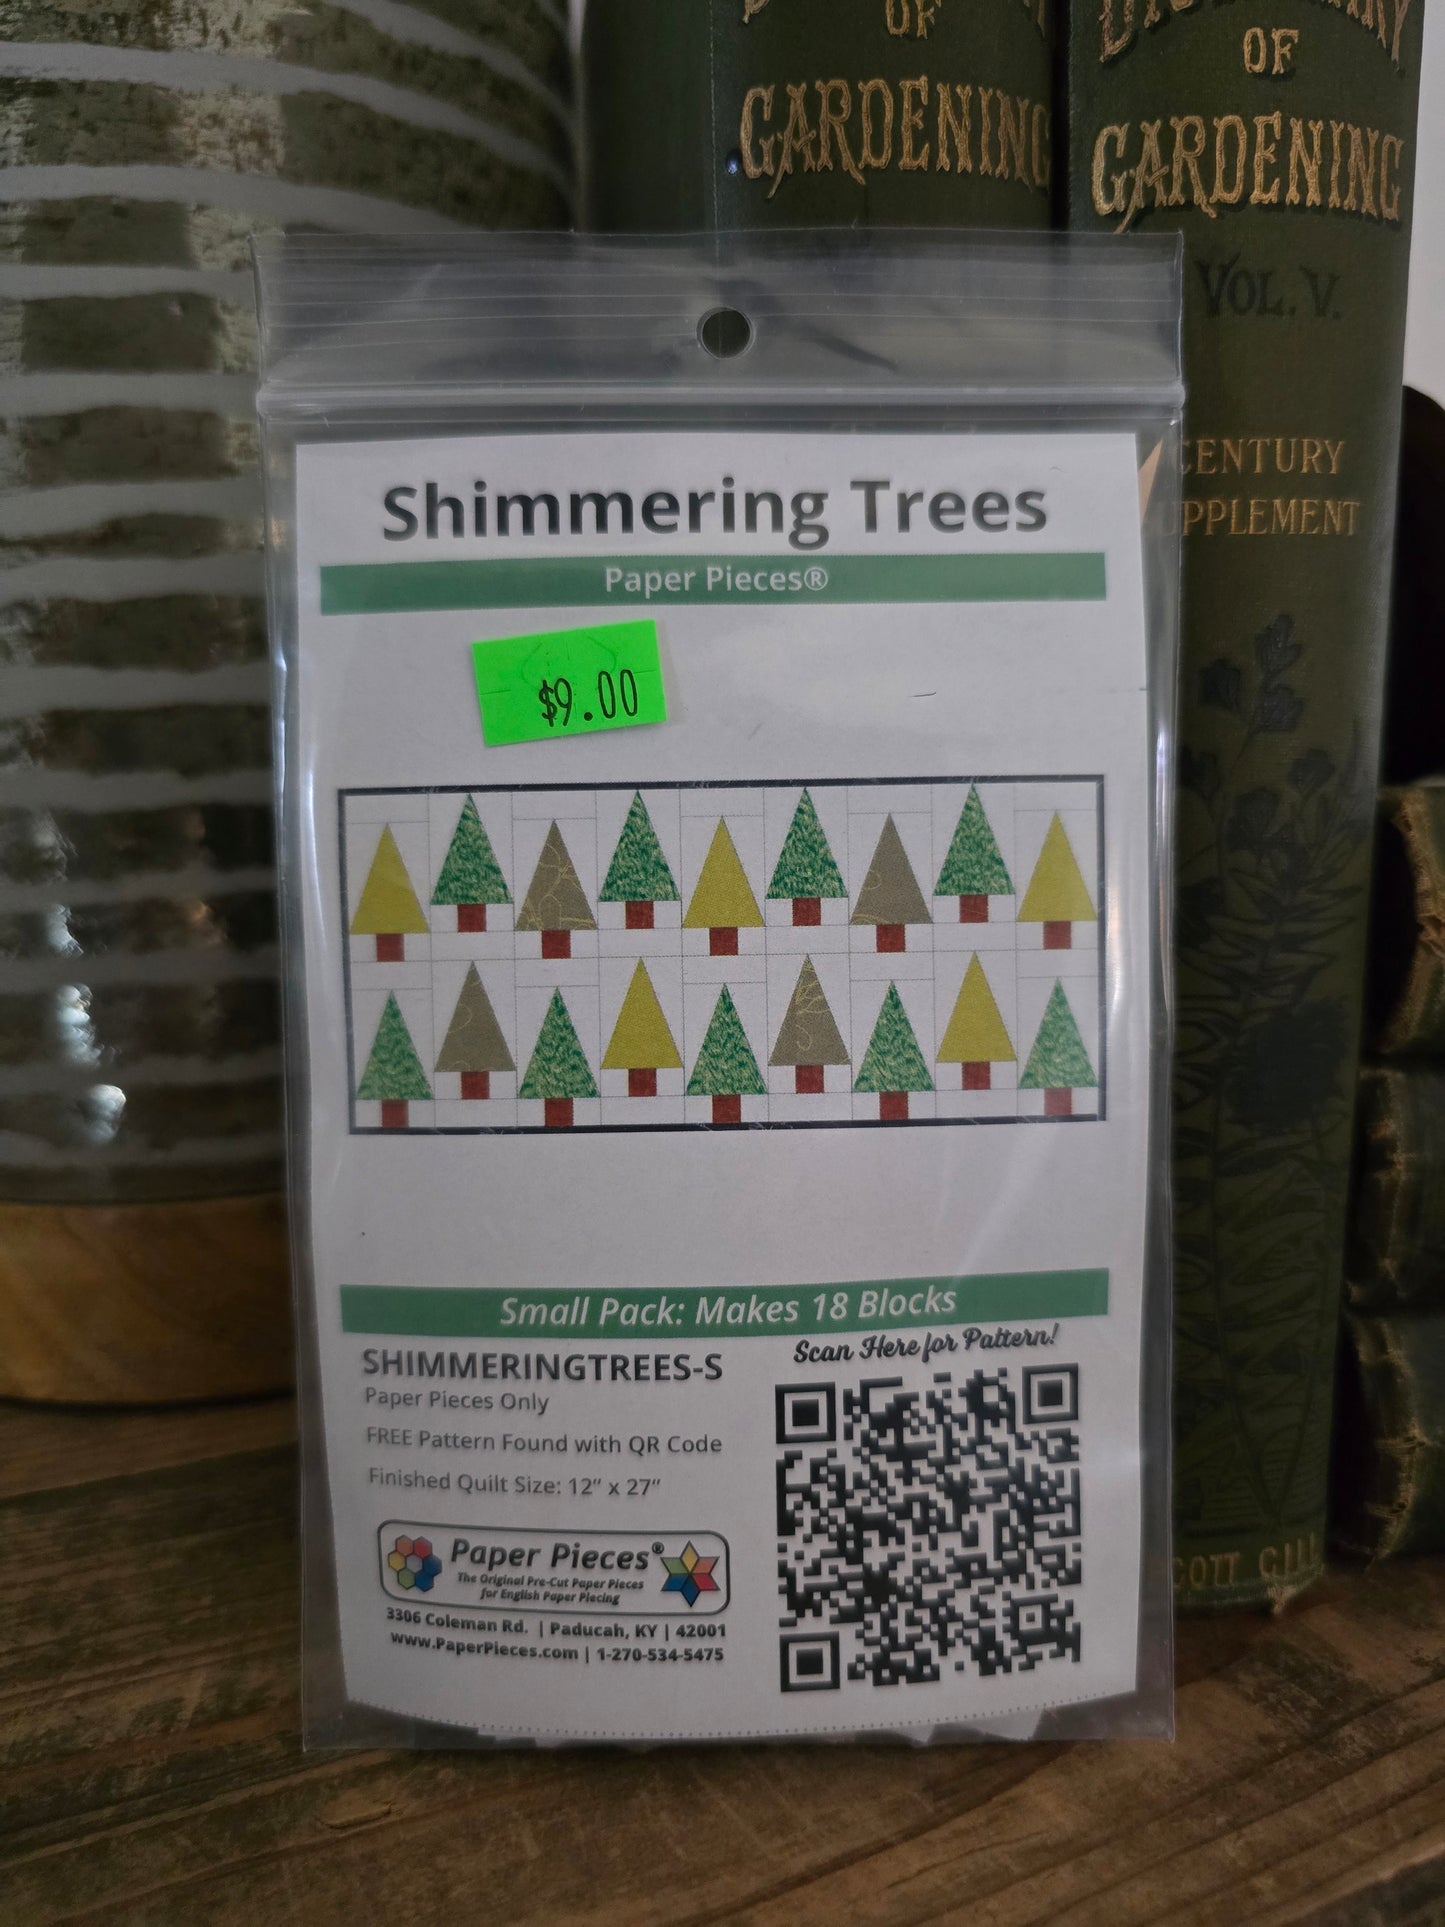 OF
GARDENING
OF
GARDENING
VOL. V.
CENTURY
SUPPLEMENT
Shimmering Trees
Paper Pieces®
$9.00
Small Pack: Makes 18 Blocks
Scan Here for Pattern!
SHIMMERINGTREES-S
Paper Pieces Only
FREE Pattern Found with QR Code
Finished Quilt Size: 12” x 27”
Paper Pieces®
The Original Pre-Cut Paper Pieces
for English Paper Piecing
3306 Coleman Rd. | Paducah, KY | 42001
www.PaperPieces.com | 1-270-534-5475